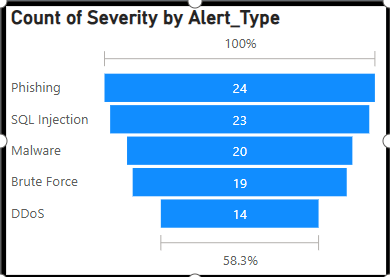 Count of Severity by Alert_Type
100%
Phishing 24
SQL Injection 23
Malware 20
Brute Force 19
DDoS 14
58.3%